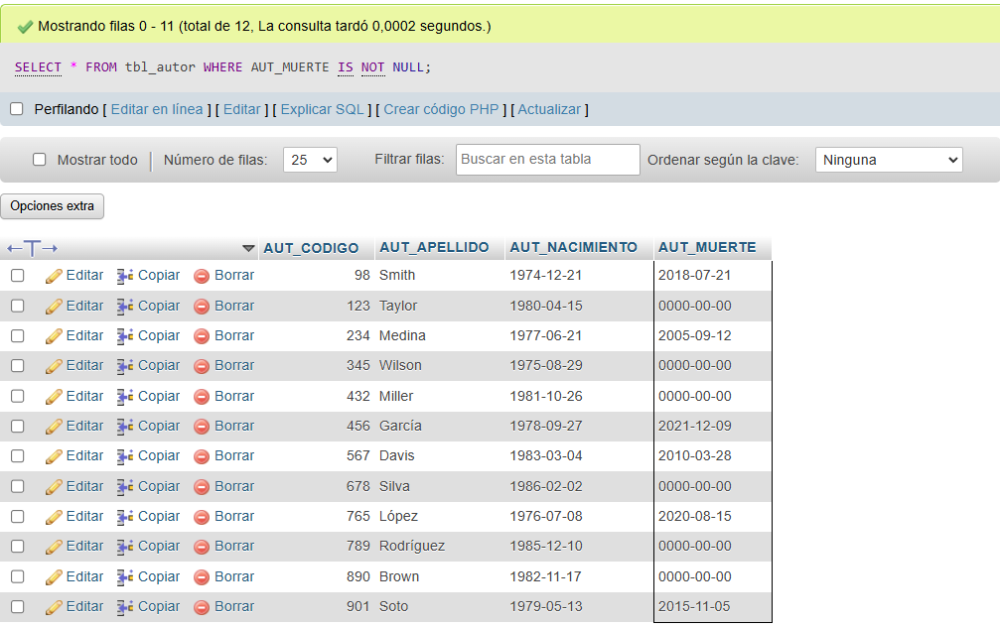 Mostrando filas 0 - 11 (total de 12, La consulta tardó 0,0002 segundos.)
SELECT * FROM tbl_autor WHERE AUT_MUERTE IS NOT NULL;
Perfilando [ Editar en línea ] [ Editar ] [ Explicar SQL ] [ Crear código PHP ] [ Actualizar ]
Mostrar todo | Número de filas: 25 Filtrar filas: Buscar en esta tabla Ordenar según la clave: Ninguna
Opciones extra
←T→ AUT_CODIGO AUT_APELLIDO AUT_NACIMIENTO AUT_MUERTE
Editar Copiar Borrar 98 Smith 1974-12-21 2018-07-21
Editar Copiar Borrar 123 Taylor 1980-04-15 0000-00-00
Editar Copiar Borrar 234 Medina 1977-06-21 2005-09-12
Editar Copiar Borrar 345 Wilson 1975-08-29 0000-00-00
Editar Copiar Borrar 432 Miller 1981-10-26 0000-00-00
Editar Copiar Borrar 456 García 1978-09-27 2021-12-09
Editar Copiar Borrar 567 Davis 1983-03-04 2010-03-28
Editar Copiar Borrar 678 Silva 1986-02-02 0000-00-00
Editar Copiar Borrar 765 López 1976-07-08 2020-08-15
Editar Copiar Borrar 789 Rodríguez 1985-12-10 0000-00-00
Editar Copiar Borrar 890 Brown 1982-11-17 0000-00-00
Editar Copiar Borrar 901 Soto 1979-05-13 2015-11-05